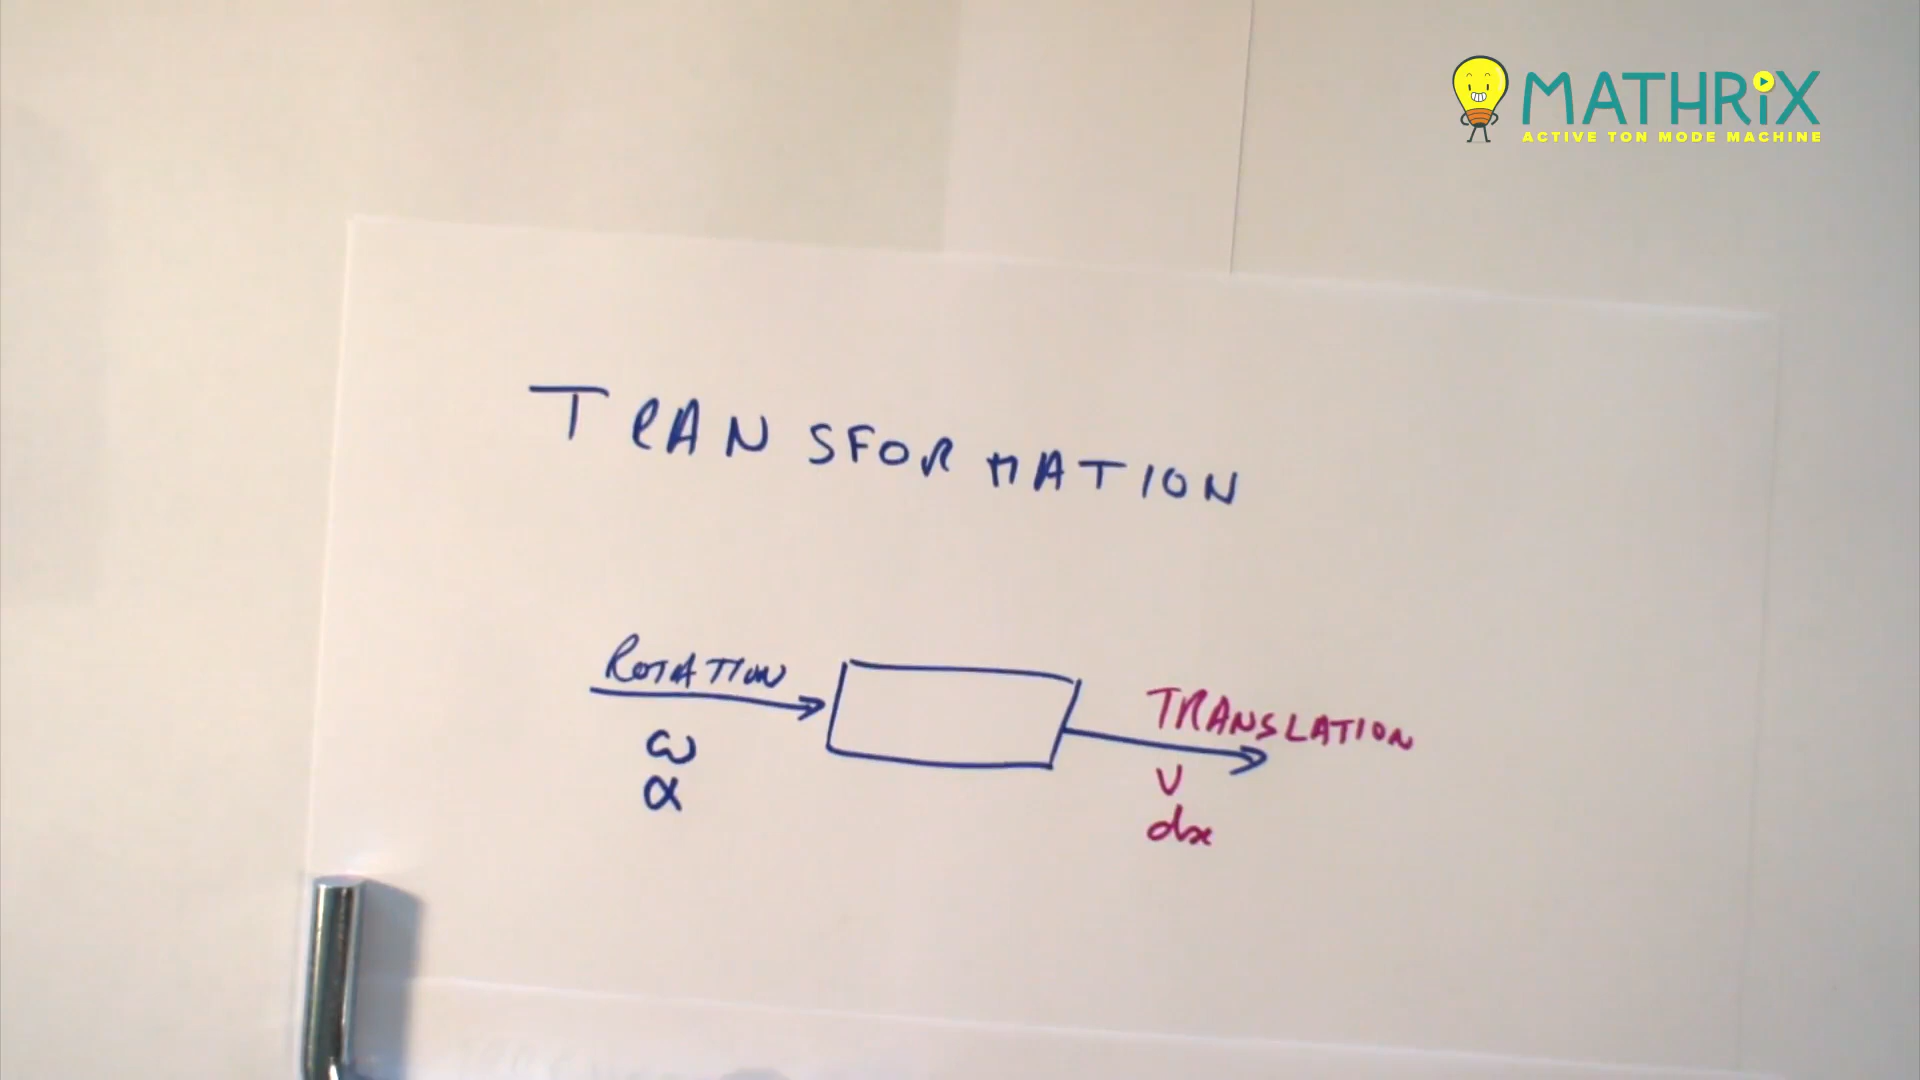 MATHRiX
ACTIVE TON MODE MACHINE
TRANSFORMATION
ROTATION
TRANSLATION
ω
V
α
dx